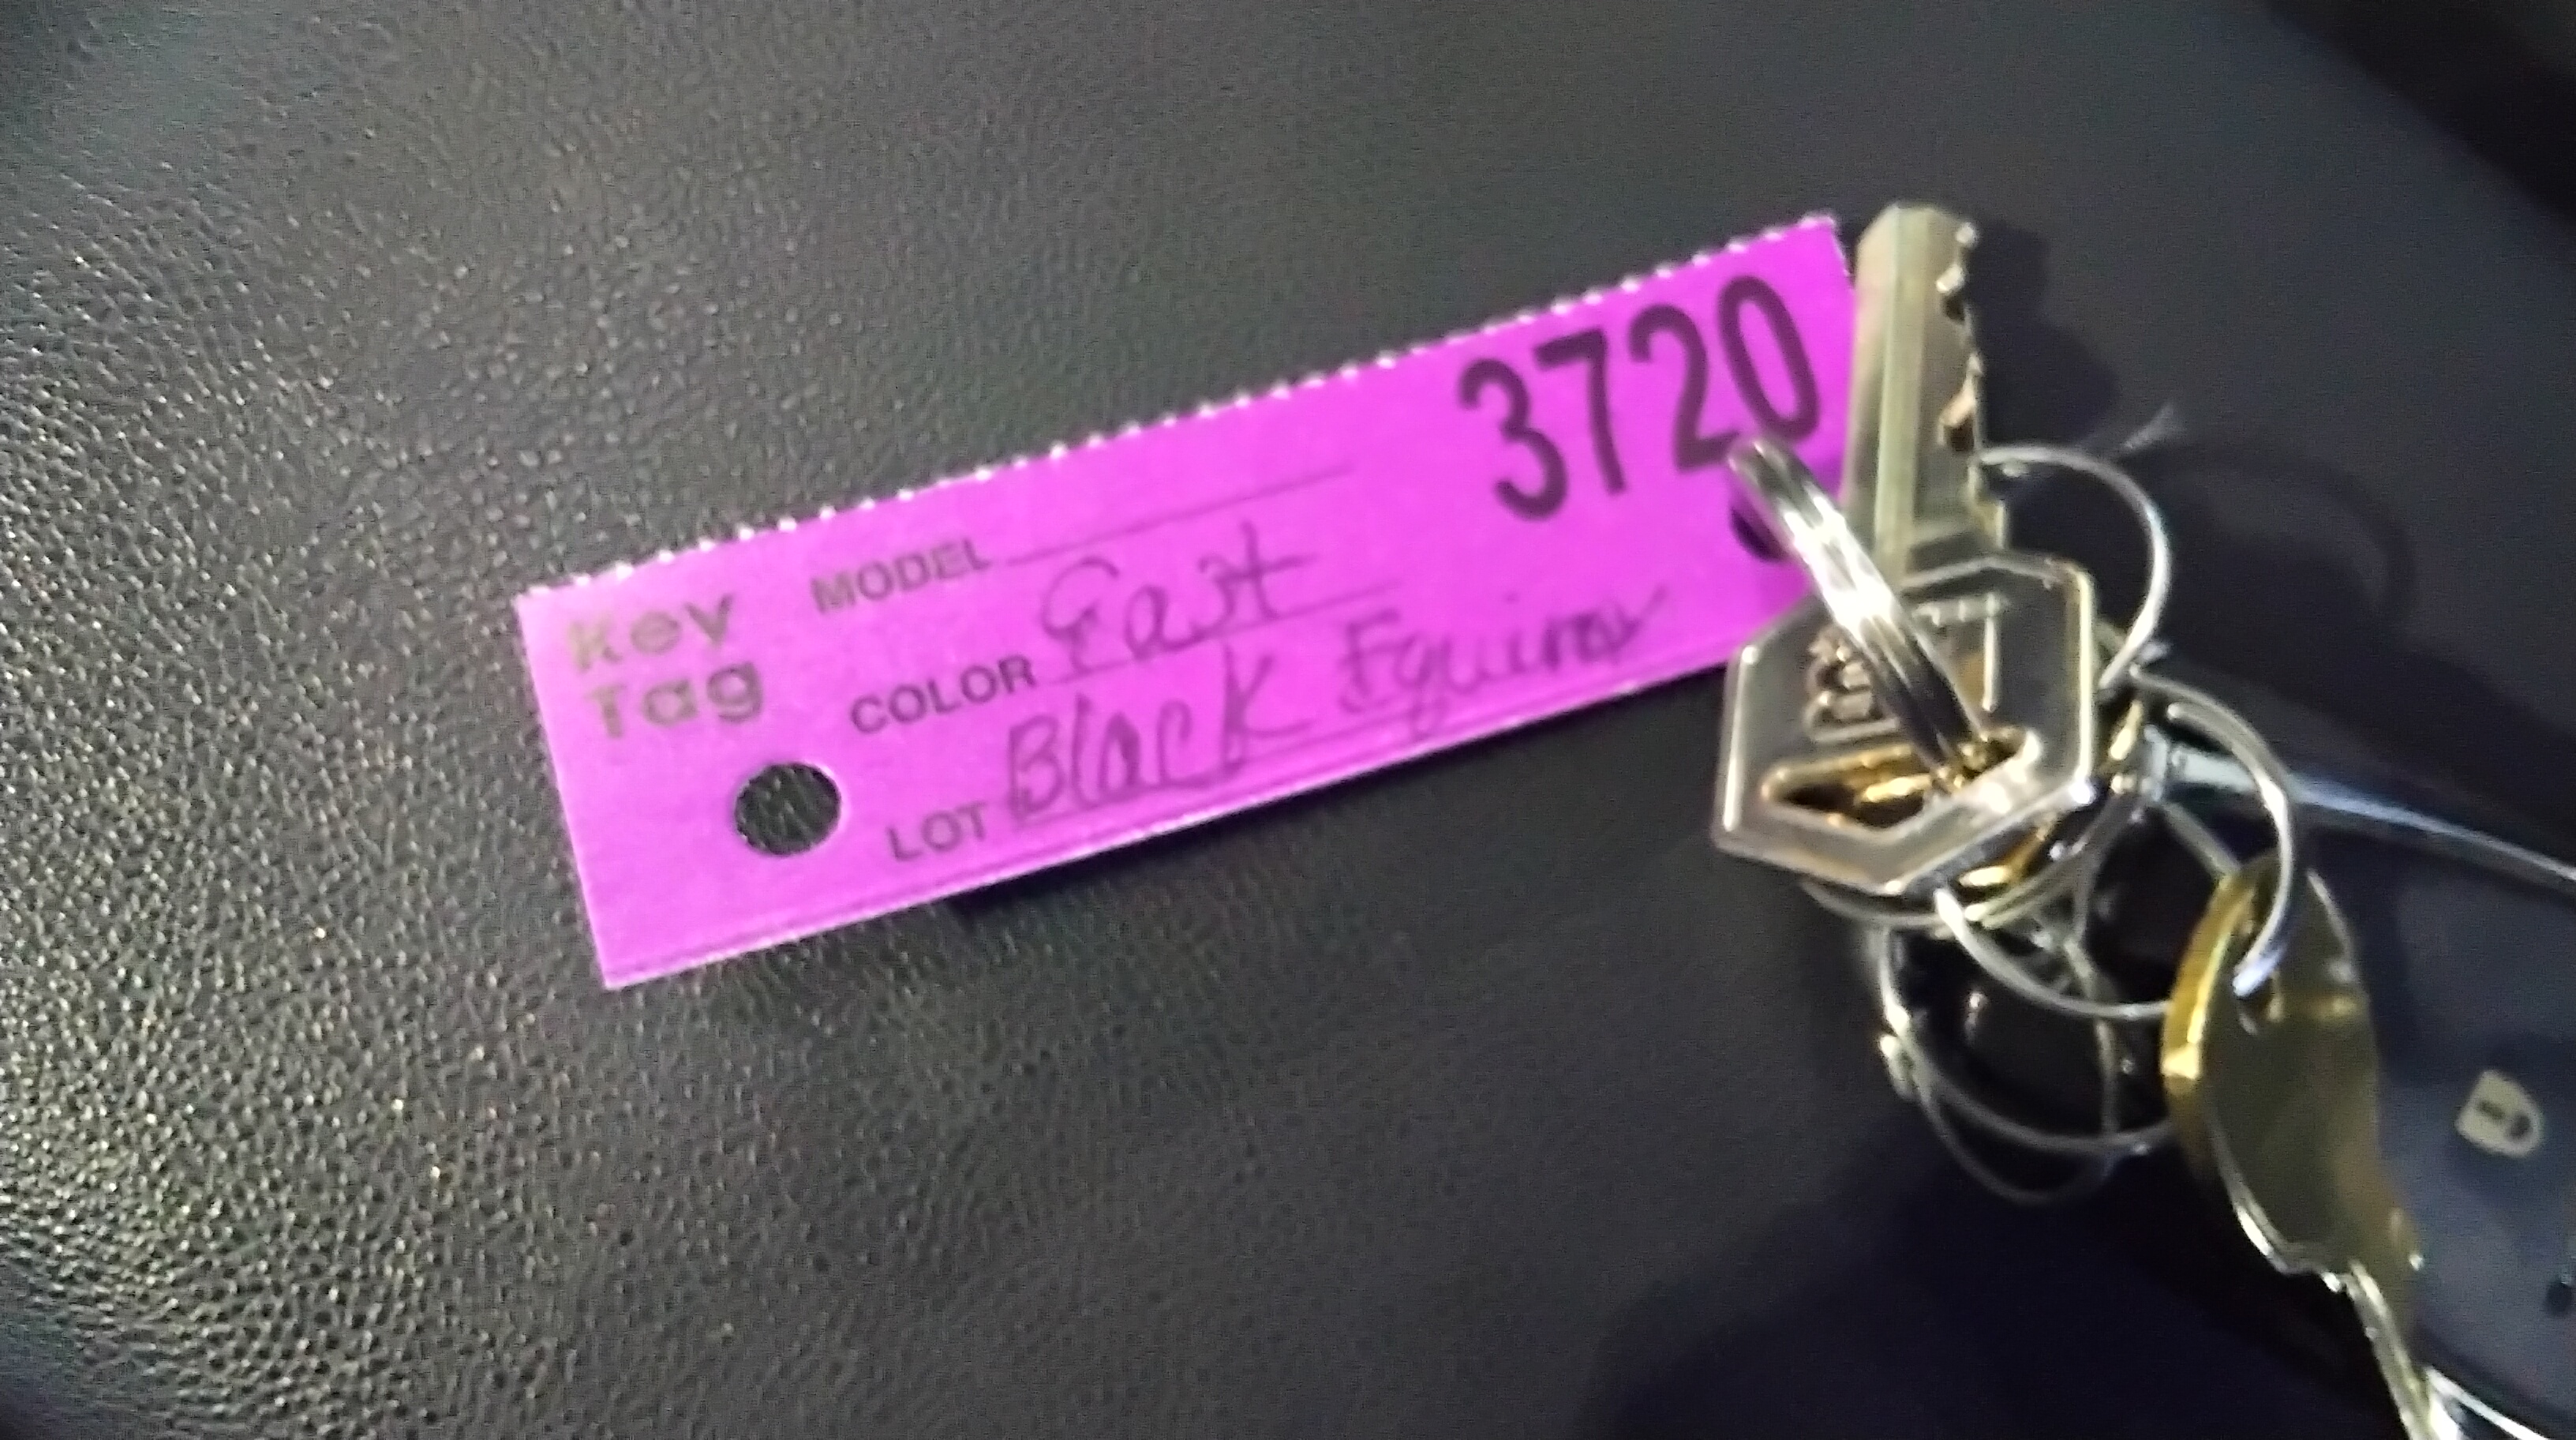 3720
Key
Tag
MODEL
COLOR East
LOT Black Equinox